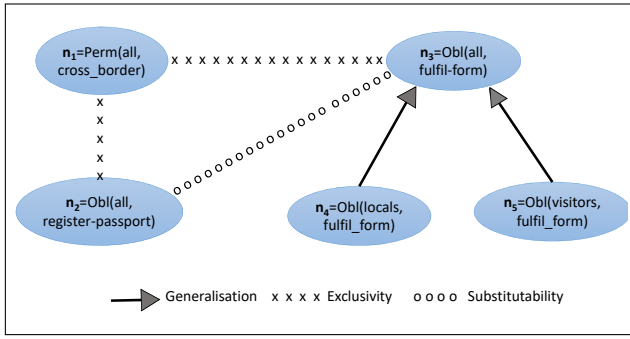 n₁=Perm(all,
cross_border)
x x x x x x x x x x x x x x
n₃=Obl(all,
fulfil-form)
x
x
x
x
x
o o o o o o o o o o o o o o o o o o o o o o o
n₂=Obl(all,
register-passport)
n₄=Obl(locals,
fulfil_form)
n₅=Obl(visitors,
fulfil_form)
Generalisation x x x x Exclusivity o o o o Substitutability